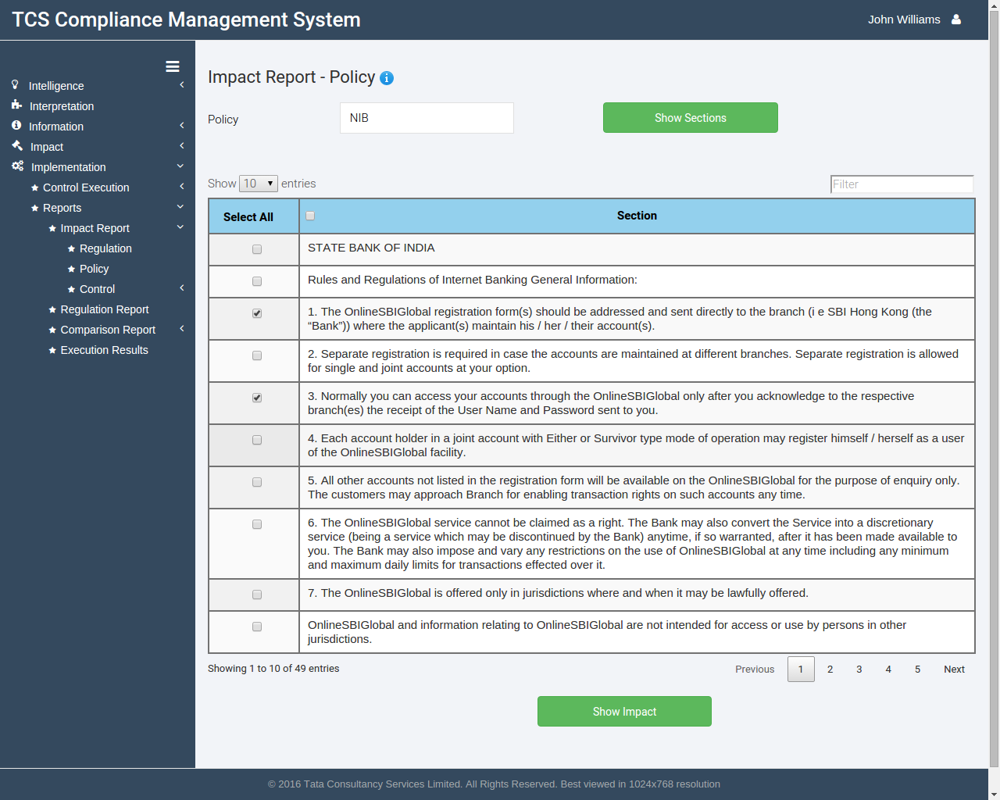 TCS Compliance Management System
John Williams
Intelligence
Interpretation
Information
Impact
Implementation
Control Execution
Reports
Impact Report
Regulation
Policy
Control
Regulation Report
Comparison Report
Execution Results
Impact Report - Policy
Policy
NIB
Show Sections
Show 10 entries
Filter
Select All
Section
STATE BANK OF INDIA
Rules and Regulations of Internet Banking General Information:
1. The OnlineSBIGlobal registration form(s) should be addressed and sent directly to the branch (i e SBI Hong Kong (the
“Bank”)) where the applicant(s) maintain his / her / their account(s).
2. Separate registration is required in case the accounts are maintained at different branches. Separate registration is allowed
for single and joint accounts at your option.
3. Normally you can access your accounts through the OnlineSBIGlobal only after you acknowledge to the respective
branch(es) the receipt of the User Name and Password sent to you.
4. Each account holder in a joint account with Either or Survivor type mode of operation may register himself / herself as a user
of the OnlineSBIGlobal facility.
5. All other accounts not listed in the registration form will be available on the OnlineSBIGlobal for the purpose of enquiry only.
The customers may approach Branch for enabling transaction rights on such accounts any time.
6. The OnlineSBIGlobal service cannot be claimed as a right. The Bank may also convert the Service into a discretionary
service (being a service which may be discontinued by the Bank) anytime, if so warranted, after it has been made available to
you. The Bank may also impose and vary any restrictions on the use of OnlineSBIGlobal at any time including any minimum
and maximum daily limits for transactions effected over it.
7. The OnlineSBIGlobal is offered only in jurisdictions where and when it may be lawfully offered.
OnlineSBIGlobal and information relating to OnlineSBIGlobal are not intended for access or use by persons in other
jurisdictions.
Showing 1 to 10 of 49 entries
Previous 1 2 3 4 5 Next
Show Impact
© 2016 Tata Consultancy Services Limited. All Rights Reserved. Best viewed in 1024x768 resolution